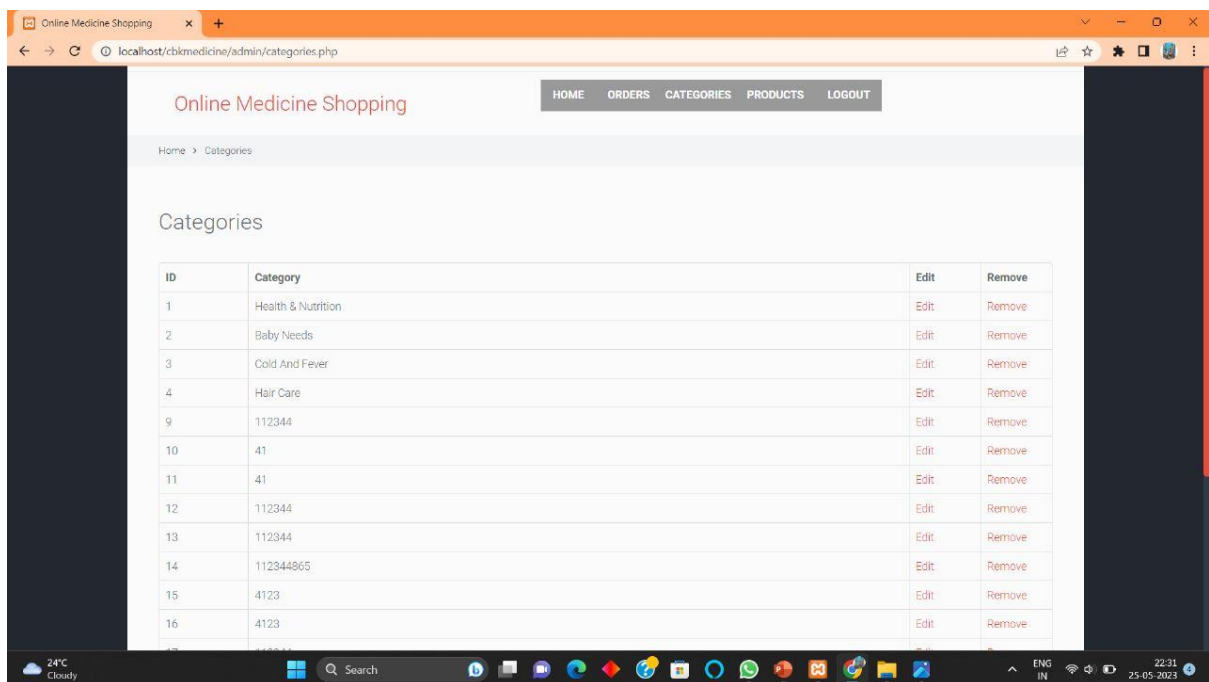 Online Medicine Shopping
localhost/cbkmedicine/admin/categories.php
Online Medicine Shopping
HOME ORDERS CATEGORIES PRODUCTS LOGOUT
Home > Categories
Categories
ID Category Edit Remove
1 Health & Nutrition Edit Remove
2 Baby Needs Edit Remove
3 Cold And Fever Edit Remove
4 Hair Care Edit Remove
9 112344 Edit Remove
10 41 Edit Remove
11 41 Edit Remove
12 112344 Edit Remove
13 112344 Edit Remove
14 112344865 Edit Remove
15 4123 Edit Remove
16 4123 Edit Remove
24°C
Cloudy
Search
ENG
IN
22:31
25-05-2023
4